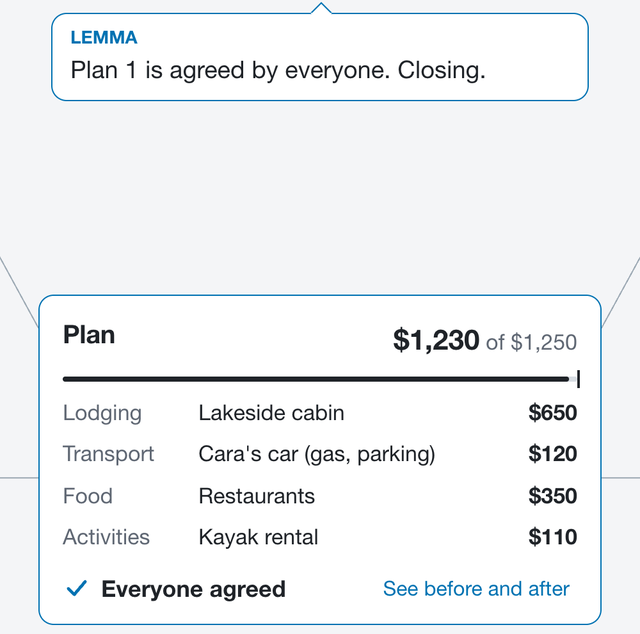 LEMMA
Plan 1 is agreed by everyone. Closing.
Plan $1,230 of $1,250
Lodging Lakeside cabin $650
Transport Cara's car (gas, parking) $120
Food Restaurants $350
Activities Kayak rental $110
Everyone agreed See before and after